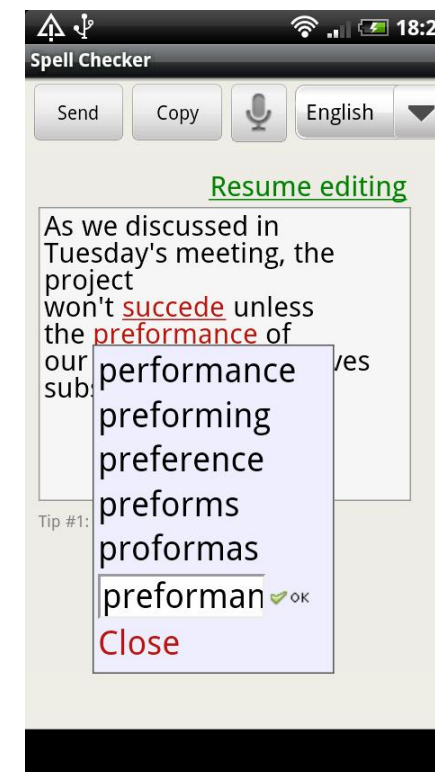 18:2
Spell Checker
Send
Copy
English
Resume editing
As we discussed in
Tuesday's meeting, the
project
won't succede unless
the preformance of
our
ves
sub
performance
preforming
preference
preforms
proformas
preforman
OK
Close
Tip #1: